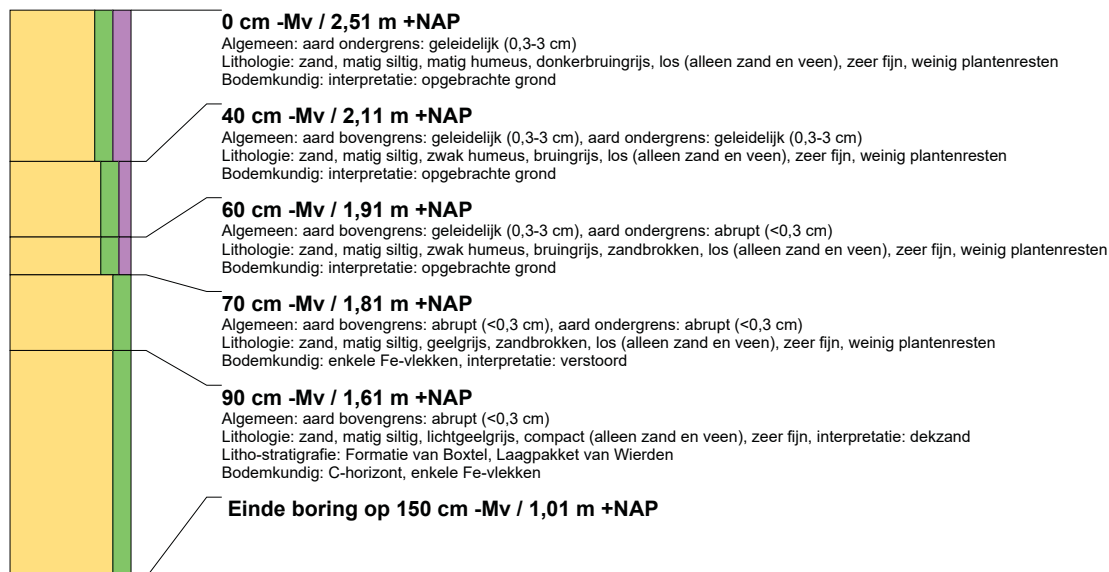 0 cm -Mv / 2,51 m +NAP
Algemeen: aard ondergrens: geleidelijk (0,3-3 cm)
Lithologie: zand, matig siltig, matig humeus, donkerbruingrijs, los (alleen zand en veen), zeer fijn, weinig plantenresten
Bodemkundig: interpretatie: opgebrachte grond
40 cm -Mv / 2,11 m +NAP
Algemeen: aard bovengrens: geleidelijk (0,3-3 cm), aard ondergrens: geleidelijk (0,3-3 cm)
Lithologie: zand, matig siltig, zwak humeus, bruingrijs, los (alleen zand en veen), zeer fijn, weinig plantenresten
Bodemkundig: interpretatie: opgebrachte grond
60 cm -Mv / 1,91 m +NAP
Algemeen: aard bovengrens: geleidelijk (0,3-3 cm), aard ondergrens: abrupt (<0,3 cm)
Lithologie: zand, matig siltig, zwak humeus, bruingrijs, zandbrokken, los (alleen zand en veen), zeer fijn, weinig plantenresten
Bodemkundig: interpretatie: opgebrachte grond
70 cm -Mv / 1,81 m +NAP
Algemeen: aard bovengrens: abrupt (<0,3 cm), aard ondergrens: abrupt (<0,3 cm)
Lithologie: zand, matig siltig, geelgrijs, zandbrokken, los (alleen zand en veen), zeer fijn, weinig plantenresten
Bodemkundig: enkele Fe-vlekken, interpretatie: verstoord
90 cm -Mv / 1,61 m +NAP
Algemeen: aard bovengrens: abrupt (<0,3 cm)
Lithologie: zand, matig siltig, lichtgeelgrijs, compact (alleen zand en veen), zeer fijn, interpretatie: dekzand
Litho-stratigrafie: Formatie van Boxtel, Laagpakket van Wierden
Bodemkundig: C-horizont, enkele Fe-vlekken
Einde boring op 150 cm -Mv / 1,01 m +NAP